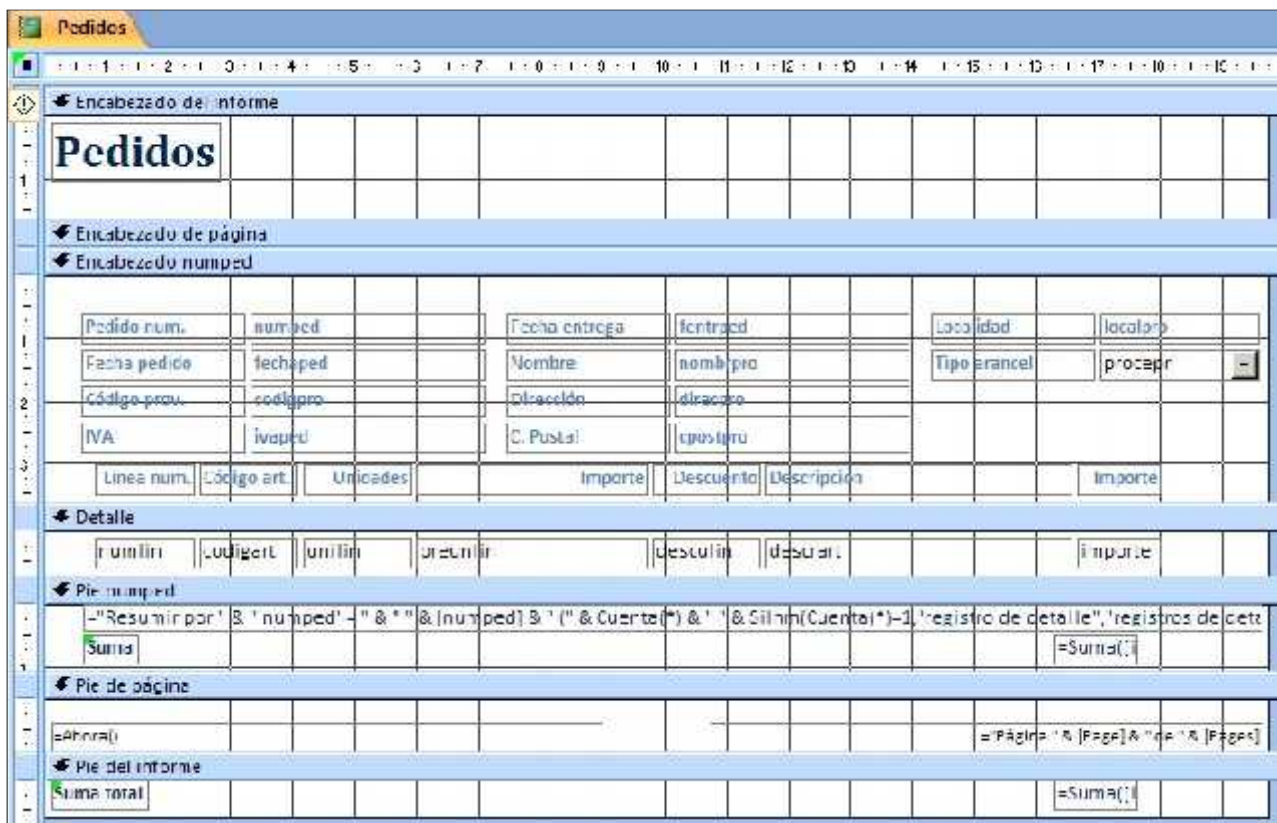 Pedidos
Encabezado del informe
Pedidos
Encabezado de página
Encabezado numped
Pedido num. numped Fecha entrega fentrped Localidad localpro
Fecha pedido fechaped Nombre nombrpro Tipo arancel procepr
Código prov. codigpro Dirección direcpro
IVA ivaped C. Postal cpostpro
Línea num. Código art. Unidades Importe Descuento Descripción Importe
Detalle
numlin codigart unilin preunlin desculin descrart importe
Pie numped
="Resumir por " & "'numped' = " & " " & [numped] & " (" & Cuenta(*) & " " & SiInm(Cuenta(*)=1,"registro de detalle","registros de deta
Suma =Suma([i
Pie de página
=Ahora() ="Página " & [Page] & " de " & [Pages]
Pie del informe
Suma total =Suma([i